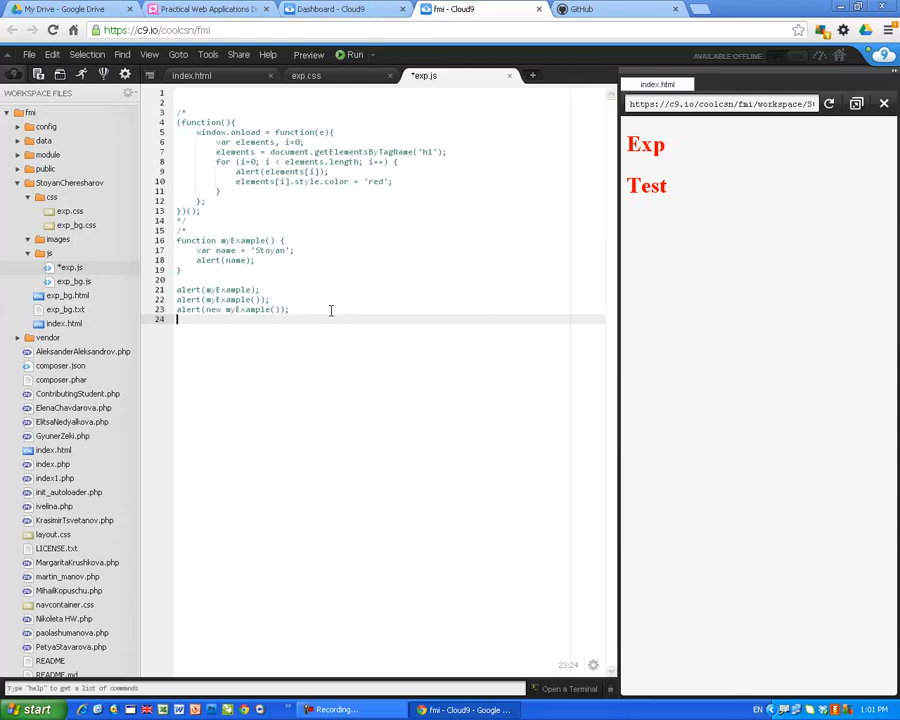 My Drive - Google Drive
Practical Web Applications D
Dashboard - Cloud9
fmi - Cloud9
GitHub
https://c9.io/coolcsn/fmi
File Edit Find View Goto Tools Support Preview Run
Selection
AVAILABLE OFFLINE OFF ON
index.html
exp.css
*exp.js
WORKSPACE FILES
fmi
config
data
module
public
StoyanCheresharov
css
exp.css
exp_bg.css
images
js
*exp.js
exp_bg.js
exp_bg.html
exp_bg.txt
index.html
vendor
AleksanderAleksandrov.php
composer.json
composer.phar
ContributingStudent.php
ElenaChavdarova.php
ElitsaNedyalkova.php
GyunerZeki.php
index.html
index.php
index1.php
init_autoloader.php
ivelina.php
KrasimirTsvetanov.php
layout.css
LICENSE.txt
MargaritaKrushkova.php
martin_manov.php
MihailKopuschu.php
navcontainer.css
Nikoleta HW.php
paolashumanova.php
PetyaStavarova.php
README
README.md
1
2
3 /*
4 (function(){
5 window.onload = function(e){
6 var elements, i=0;
7 elements = document.getElementsByTagName('h1');
8 for (i=0; i < elements.length; i++) {
9 alert(elements[i]);
10 elements[i].style.color = 'red';
11 }
12 };
13 })();
14 */
15 /*
16 function myExample() {
17 var name = 'Stoyan';
18 alert(name);
19 }
20
21 alert(myExample);
22 alert(myExample());
23 alert(new myExample());
24
23:24
index.html
https://c9.io/coolcsn/fmi/workspace/St
Exp
Test
Type "help" to get a list of commands
Open a Terminal
start
Recording...
fmi - Cloud9 - Google ...
EN
1:01 PM